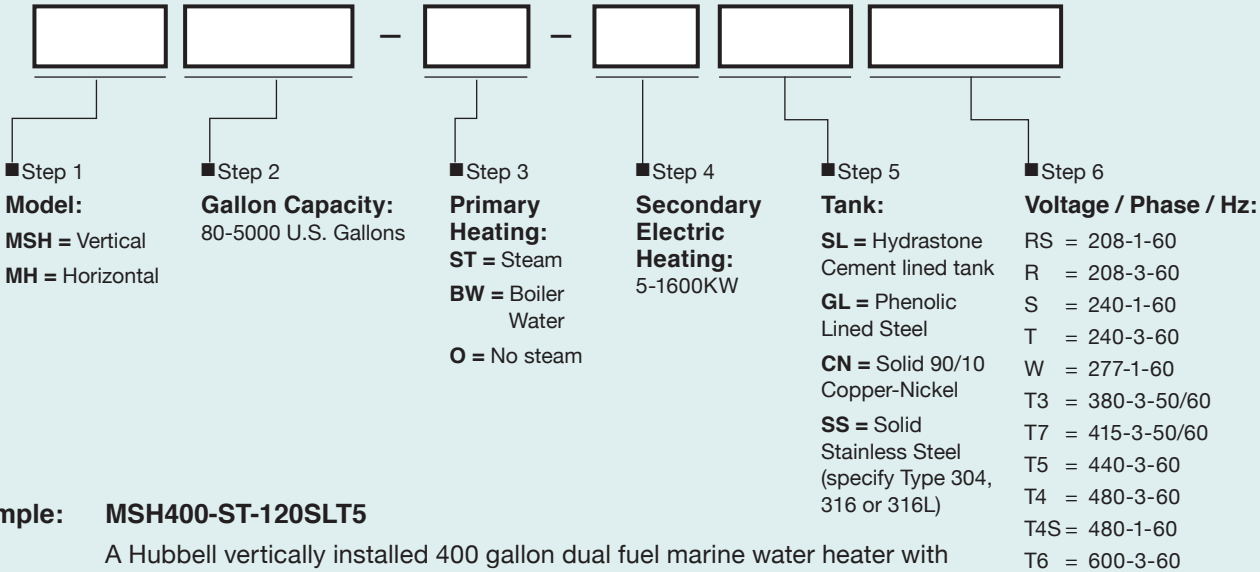 – –
■Step 1
Model:
MSH = Vertical
MH = Horizontal
■Step 2
Gallon Capacity:
80-5000 U.S. Gallons
■Step 3
Primary
Heating:
ST = Steam
BW = Boiler
Water
O = No steam
■Step 4
Secondary
Electric
Heating:
5-1600KW
■Step 5
Tank:
SL = Hydrastone
Cement lined tank
GL = Phenolic
Lined Steel
CN = Solid 90/10
Copper-Nickel
SS = Solid
Stainless Steel
(specify Type 304,
316 or 316L)
■Step 6
Voltage / Phase / Hz:
RS = 208-1-60
R = 208-3-60
S = 240-1-60
T = 240-3-60
W = 277-1-60
T3 = 380-3-50/60
T7 = 415-3-50/60
T5 = 440-3-60
T4 = 480-3-60
T4S = 480-1-60
T6 = 600-3-60
mple: MSH400-ST-120SLT5
A Hubbell vertically installed 400 gallon dual fuel marine water heater with